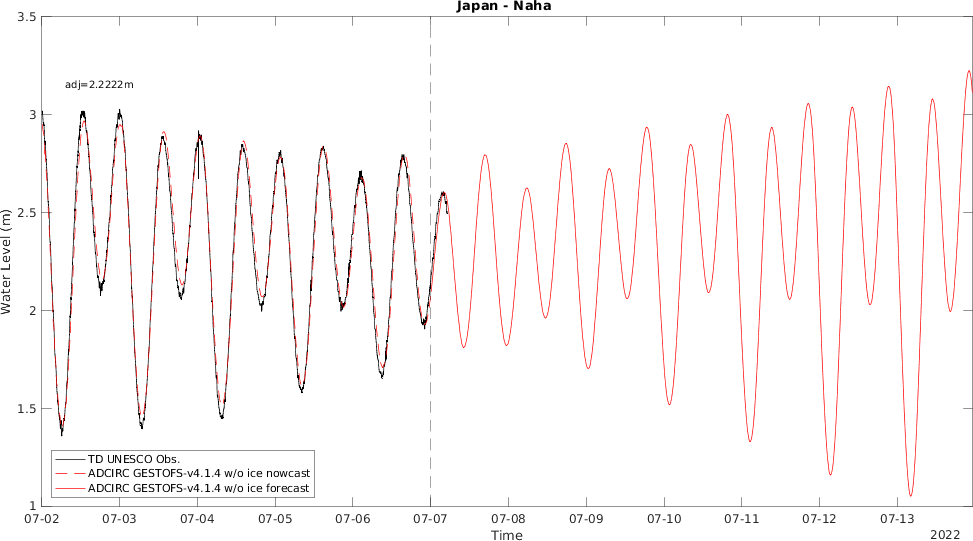 Japan - Naha
3.5
adj=2.2222m
3
2.5
Water Level (m)
2
1.5
TD UNESCO Obs.
ADCIRC GESTOFS-v4.1.4 w/o ice nowcast
ADCIRC GESTOFS-v4.1.4 w/o ice forecast
1
07-02 07-03 07-04 07-05 07-06 07-07 07-08 07-09 07-10 07-11 07-12 07-13
Time
2022